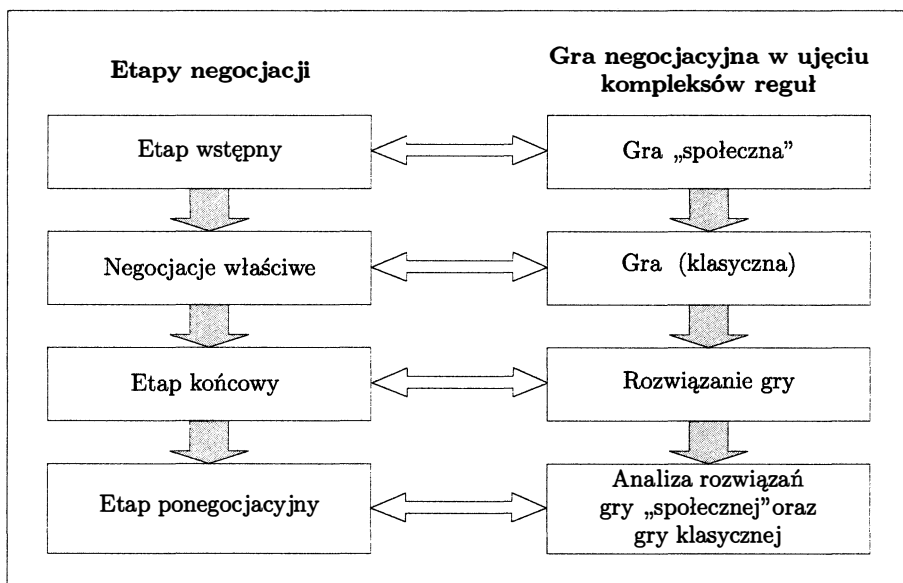 Etapy negocjacji
Gra negocjacyjna w ujęciu
kompleksów reguł
Etap wstępny
Gra „społeczna”
Negocjacje właściwe
Gra (klasyczna)
Etap końcowy
Rozwiązanie gry
Etap ponegocjacyjny
Analiza rozwiązań
gry „społecznej”oraz
gry klasycznej